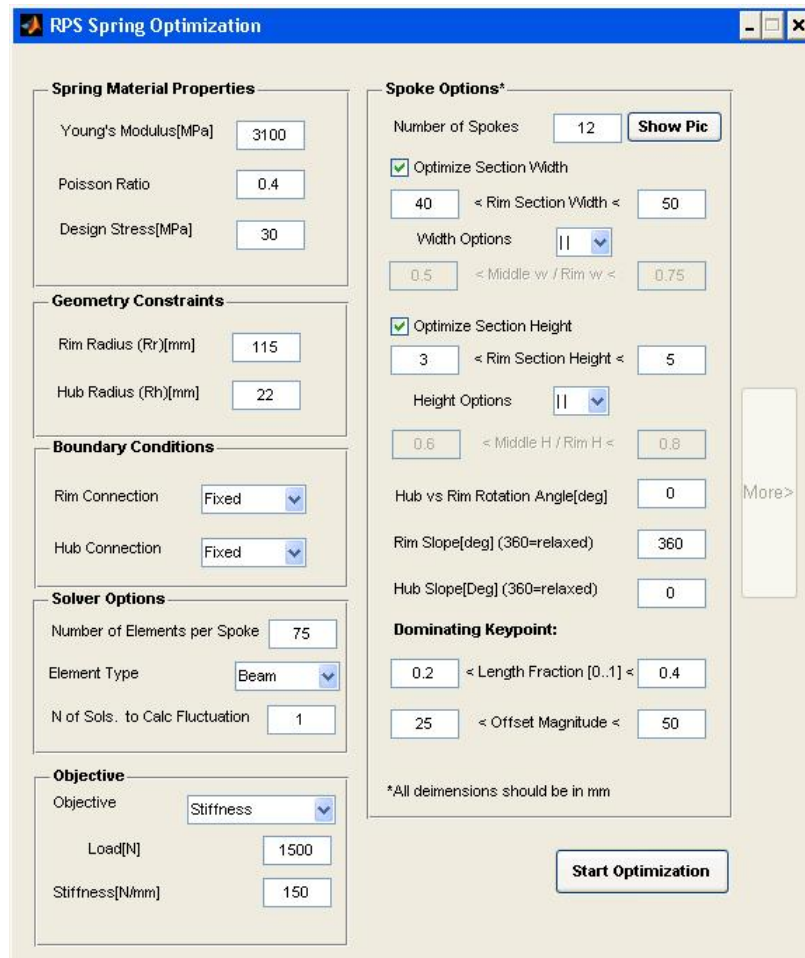 RPS Spring Optimization
Spring Material Properties
Young's Modulus[MPa] 3100
Poisson Ratio 0.4
Design Stress[MPa] 30
Geometry Constraints
Rim Radius (Rr)[mm] 115
Hub Radius (Rh)[mm] 22
Boundary Conditions
Rim Connection Fixed
Hub Connection Fixed
Solver Options
Number of Elements per Spoke 75
Element Type Beam
N of Sols. to Calc Fluctuation 1
Objective
Objective Stiffness
Load[N] 1500
Stiffness[N/mm] 150
Spoke Options*
Number of Spokes 12 Show Pic
Optimize Section Width
40 < Rim Section Width < 50
Width Options ||
0.5 < Middle w / Rim w < 0.75
Optimize Section Height
3 < Rim Section Height < 5
Height Options ||
0.6 < Middle H / Rim H < 0.8
Hub vs Rim Rotation Angle[deg] 0
Rim Slope[deg] (360=relaxed) 360
Hub Slope[Deg] (360=relaxed) 0
Dominating Keypoint:
0.2 < Length Fraction [0..1] < 0.4
25 < Offset Magnitude < 50
*All deimensions should be in mm
More>
Start Optimization